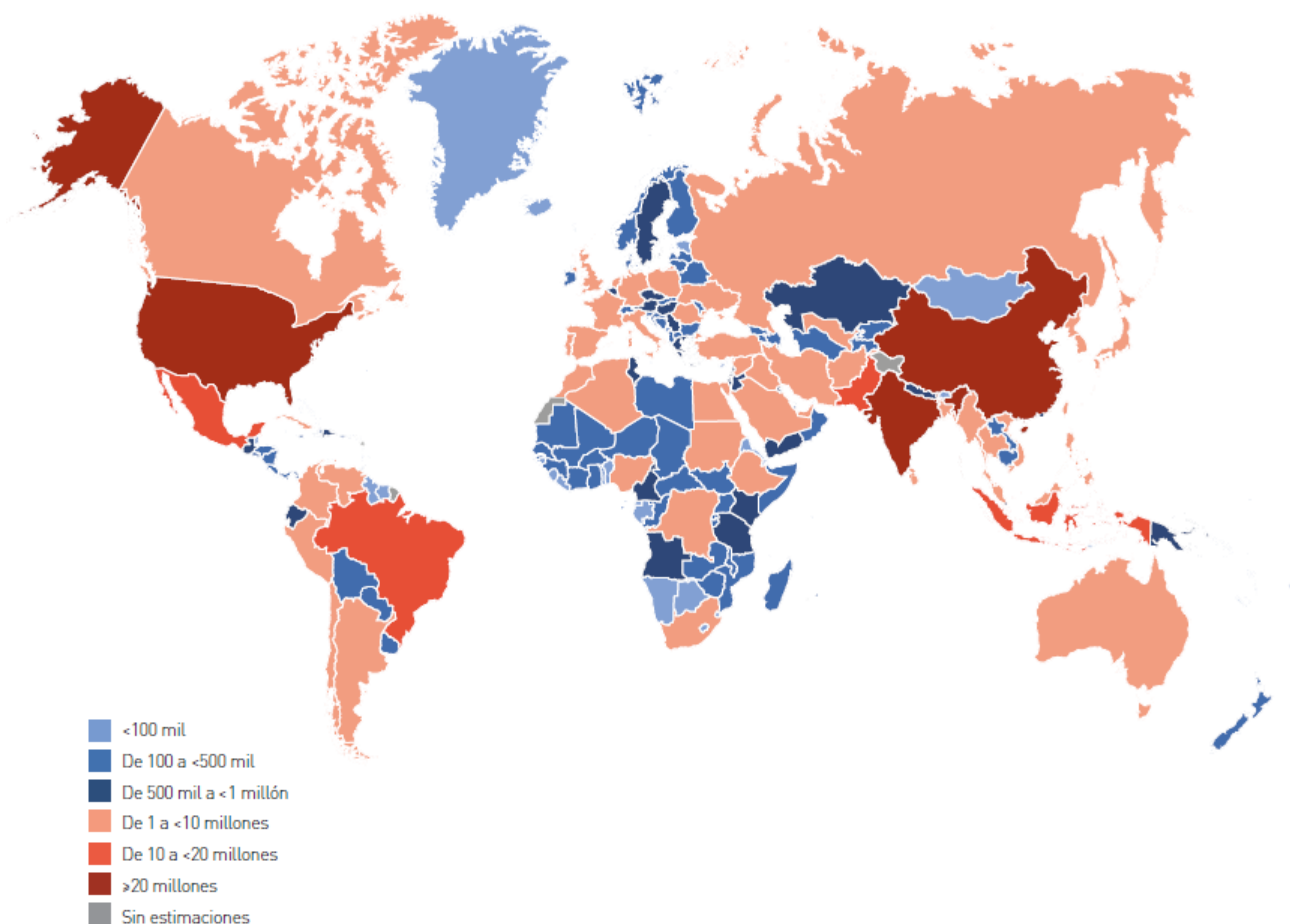 <100 mil
De 100 a <500 mil
De 500 mil a <1 millón
De 1 a <10 millones
De 10 a <20 millones
≥20 millones
Sin estimaciones